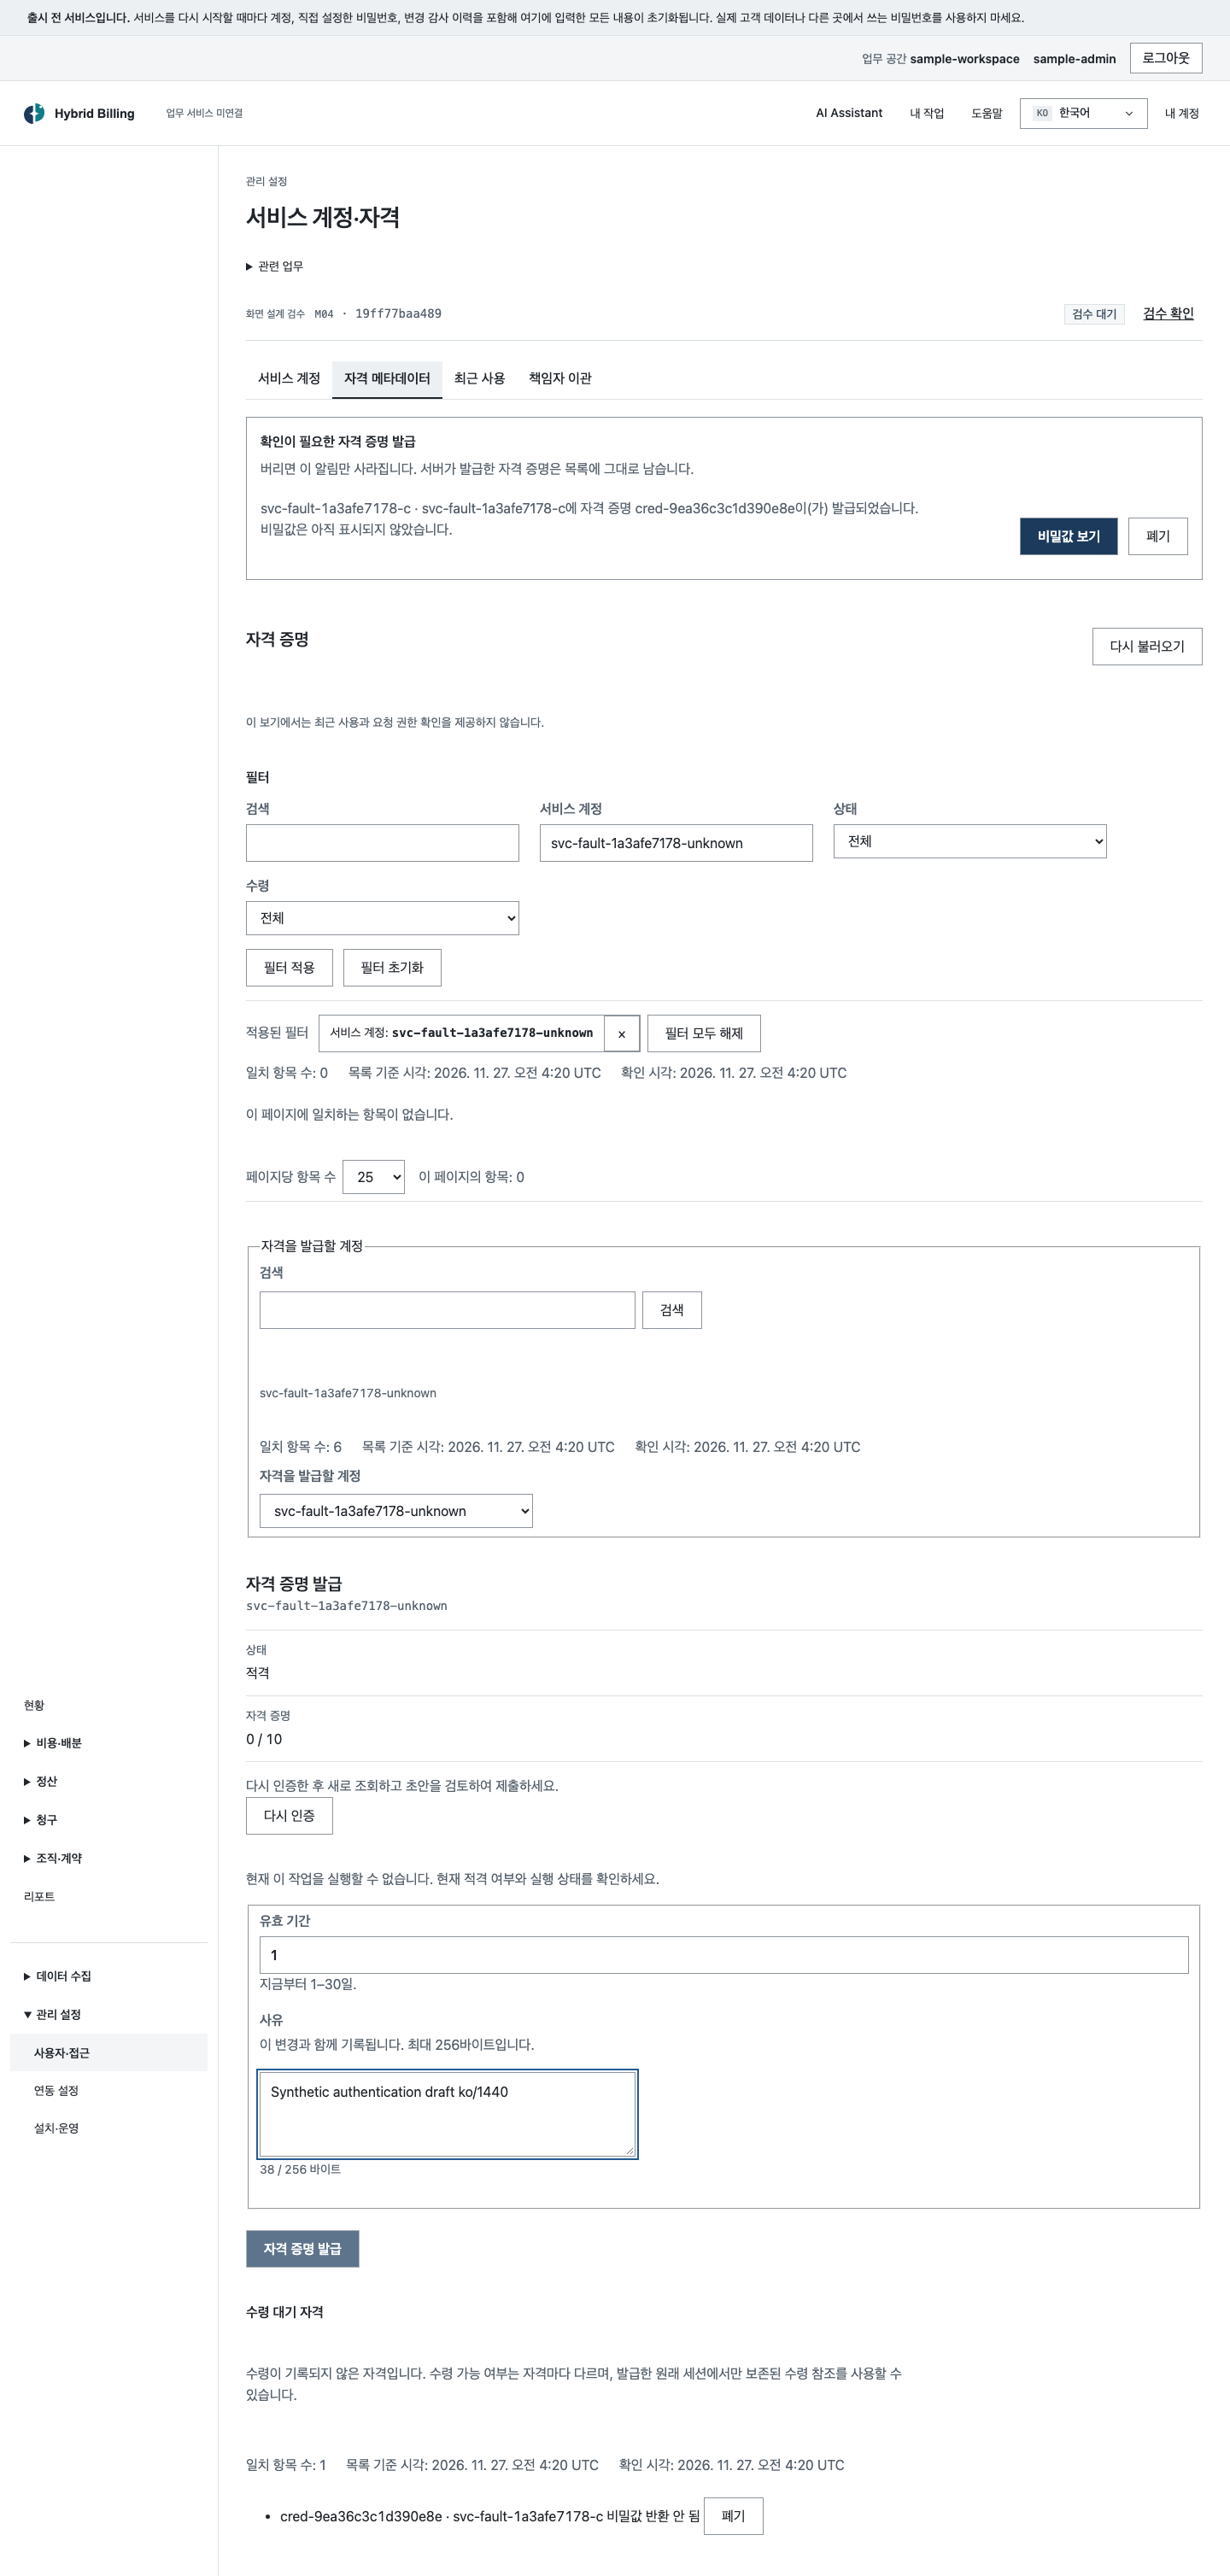 출시 전 서비스입니다. 서비스를 다시 시작할 때마다 계정, 직접 설정한 비밀번호, 변경 감사 이력을 포함해 여기에 입력한 모든 내용이 초기화됩니다. 실제 고객 데이터나 다른 곳에서 쓰는 비밀번호를 사용하지 마세요.
업무 공간 sample-workspace sample-admin 로그아웃
Hybrid Billing 업무 서비스 미연결 AI Assistant 내 작업 도움말 KO 한국어 내 계정
관리 설정
서비스 계정·자격
▶ 관련 업무
화면 설계 검수 M04 · 19ff77baa489 검수 대기 검수 확인
서비스 계정 자격 메타데이터 최근 사용 책임자 이관
확인이 필요한 자격 증명 발급
버리면 이 알림만 사라집니다. 서버가 발급한 자격 증명은 목록에 그대로 남습니다.
svc-fault-1a3afe7178-c · svc-fault-1a3afe7178-c에 자격 증명 cred-9ea36c3c1d390e8e이(가) 발급되었습니다.
비밀값은 아직 표시되지 않았습니다.
비밀값 보기 폐기
자격 증명
다시 불러오기
이 보기에서는 최근 사용과 요청 권한 확인을 제공하지 않습니다.
필터
검색 서비스 계정 상태
svc-fault-1a3afe7178-unknown 전체
수령
전체
필터 적용 필터 초기화
적용된 필터 서비스 계정: svc-fault-1a3afe7178-unknown × 필터 모두 해제
일치 항목 수: 0 목록 기준 시각: 2026. 11. 27. 오전 4:20 UTC 확인 시각: 2026. 11. 27. 오전 4:20 UTC
이 페이지에 일치하는 항목이 없습니다.
페이지당 항목 수 25 이 페이지의 항목: 0
자격을 발급할 계정
검색
검색
svc-fault-1a3afe7178-unknown
일치 항목 수: 6 목록 기준 시각: 2026. 11. 27. 오전 4:20 UTC 확인 시각: 2026. 11. 27. 오전 4:20 UTC
자격을 발급할 계정
svc-fault-1a3afe7178-unknown
자격 증명 발급
svc-fault-1a3afe7178-unknown
상태
적격
자격 증명
0 / 10
다시 인증한 후 새로 조회하고 초안을 검토하여 제출하세요.
다시 인증
현재 이 작업을 실행할 수 없습니다. 현재 적격 여부와 실행 상태를 확인하세요.
유효 기간
1
지금부터 1–30일.
사유
이 변경과 함께 기록됩니다. 최대 256바이트입니다.
Synthetic authentication draft ko/1440
38 / 256 바이트
자격 증명 발급
수령 대기 자격
수령이 기록되지 않은 자격입니다. 수령 가능 여부는 자격마다 다르며, 발급한 원래 세션에서만 보존된 수령 참조를 사용할 수
있습니다.
일치 항목 수: 1 목록 기준 시각: 2026. 11. 27. 오전 4:20 UTC 확인 시각: 2026. 11. 27. 오전 4:20 UTC
• cred-9ea36c3c1d390e8e · svc-fault-1a3afe7178-c 비밀값 반환 안 됨 폐기
현황
▶ 비용·배분
▶ 정산
▶ 청구
▶ 조직·계약
리포트
▶ 데이터 수집
▼ 관리 설정
사용자·접근
연동 설정
설치·운영